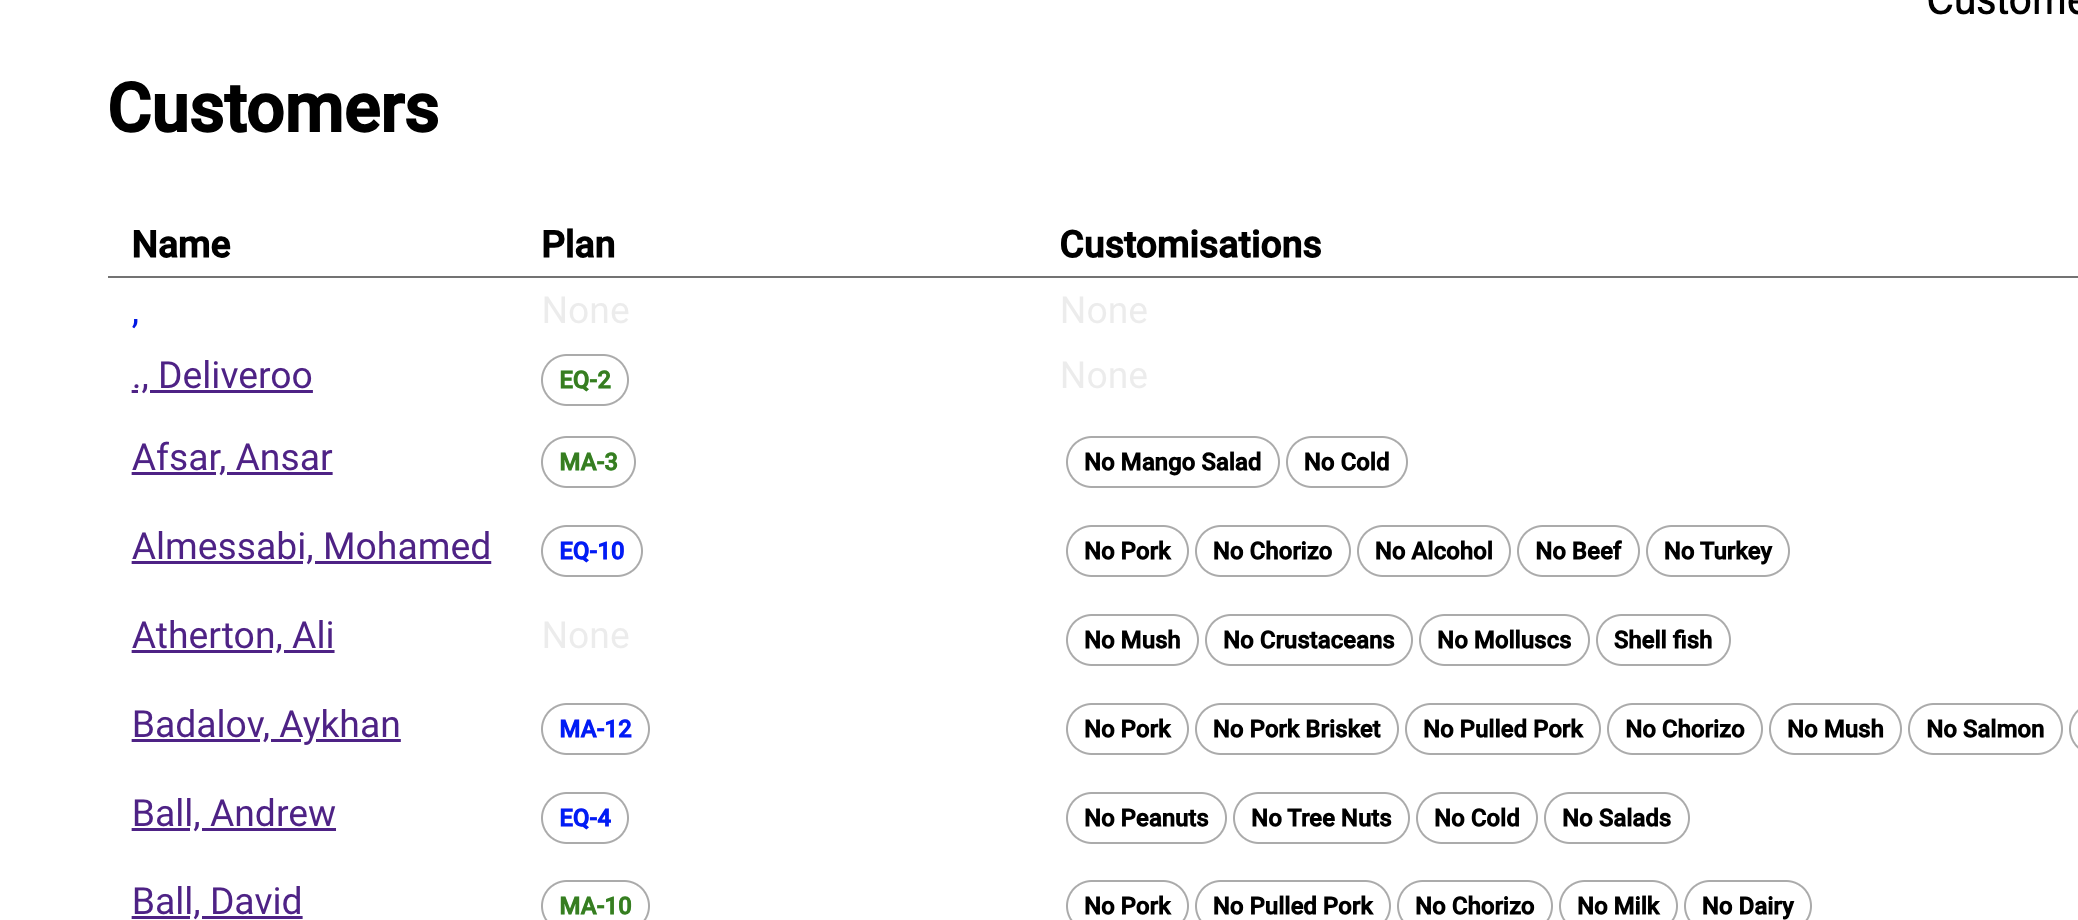 Custome
Customers
Name Plan Customisations
, None None
., Deliveroo EQ-2 None
Afsar, Ansar MA-3 No Mango Salad No Cold
Almessabi, Mohamed EQ-10 No Pork No Chorizo No Alcohol No Beef No Turkey
Atherton, Ali None No Mush No Crustaceans No Molluscs Shell fish
Badalov, Aykhan MA-12 No Pork No Pork Brisket No Pulled Pork No Chorizo No Mush No Salmon
Ball, Andrew EQ-4 No Peanuts No Tree Nuts No Cold No Salads
Ball, David MA-10 No Pork No Pulled Pork No Chorizo No Milk No Dairy